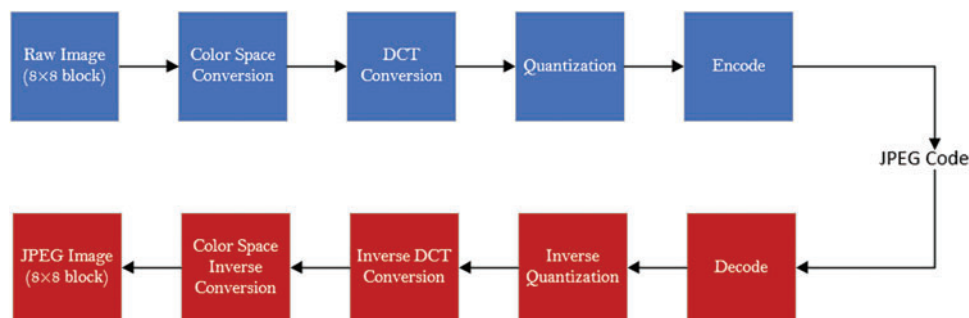 Raw Image
(8×8 block)
Color Space
Conversion
DCT
Conversion
Quantization
Encode
JPEG Code
JPEG Image
(8×8 block)
Color Space
Inverse
Conversion
Inverse DCT
Conversion
Inverse
Quantization
Decode